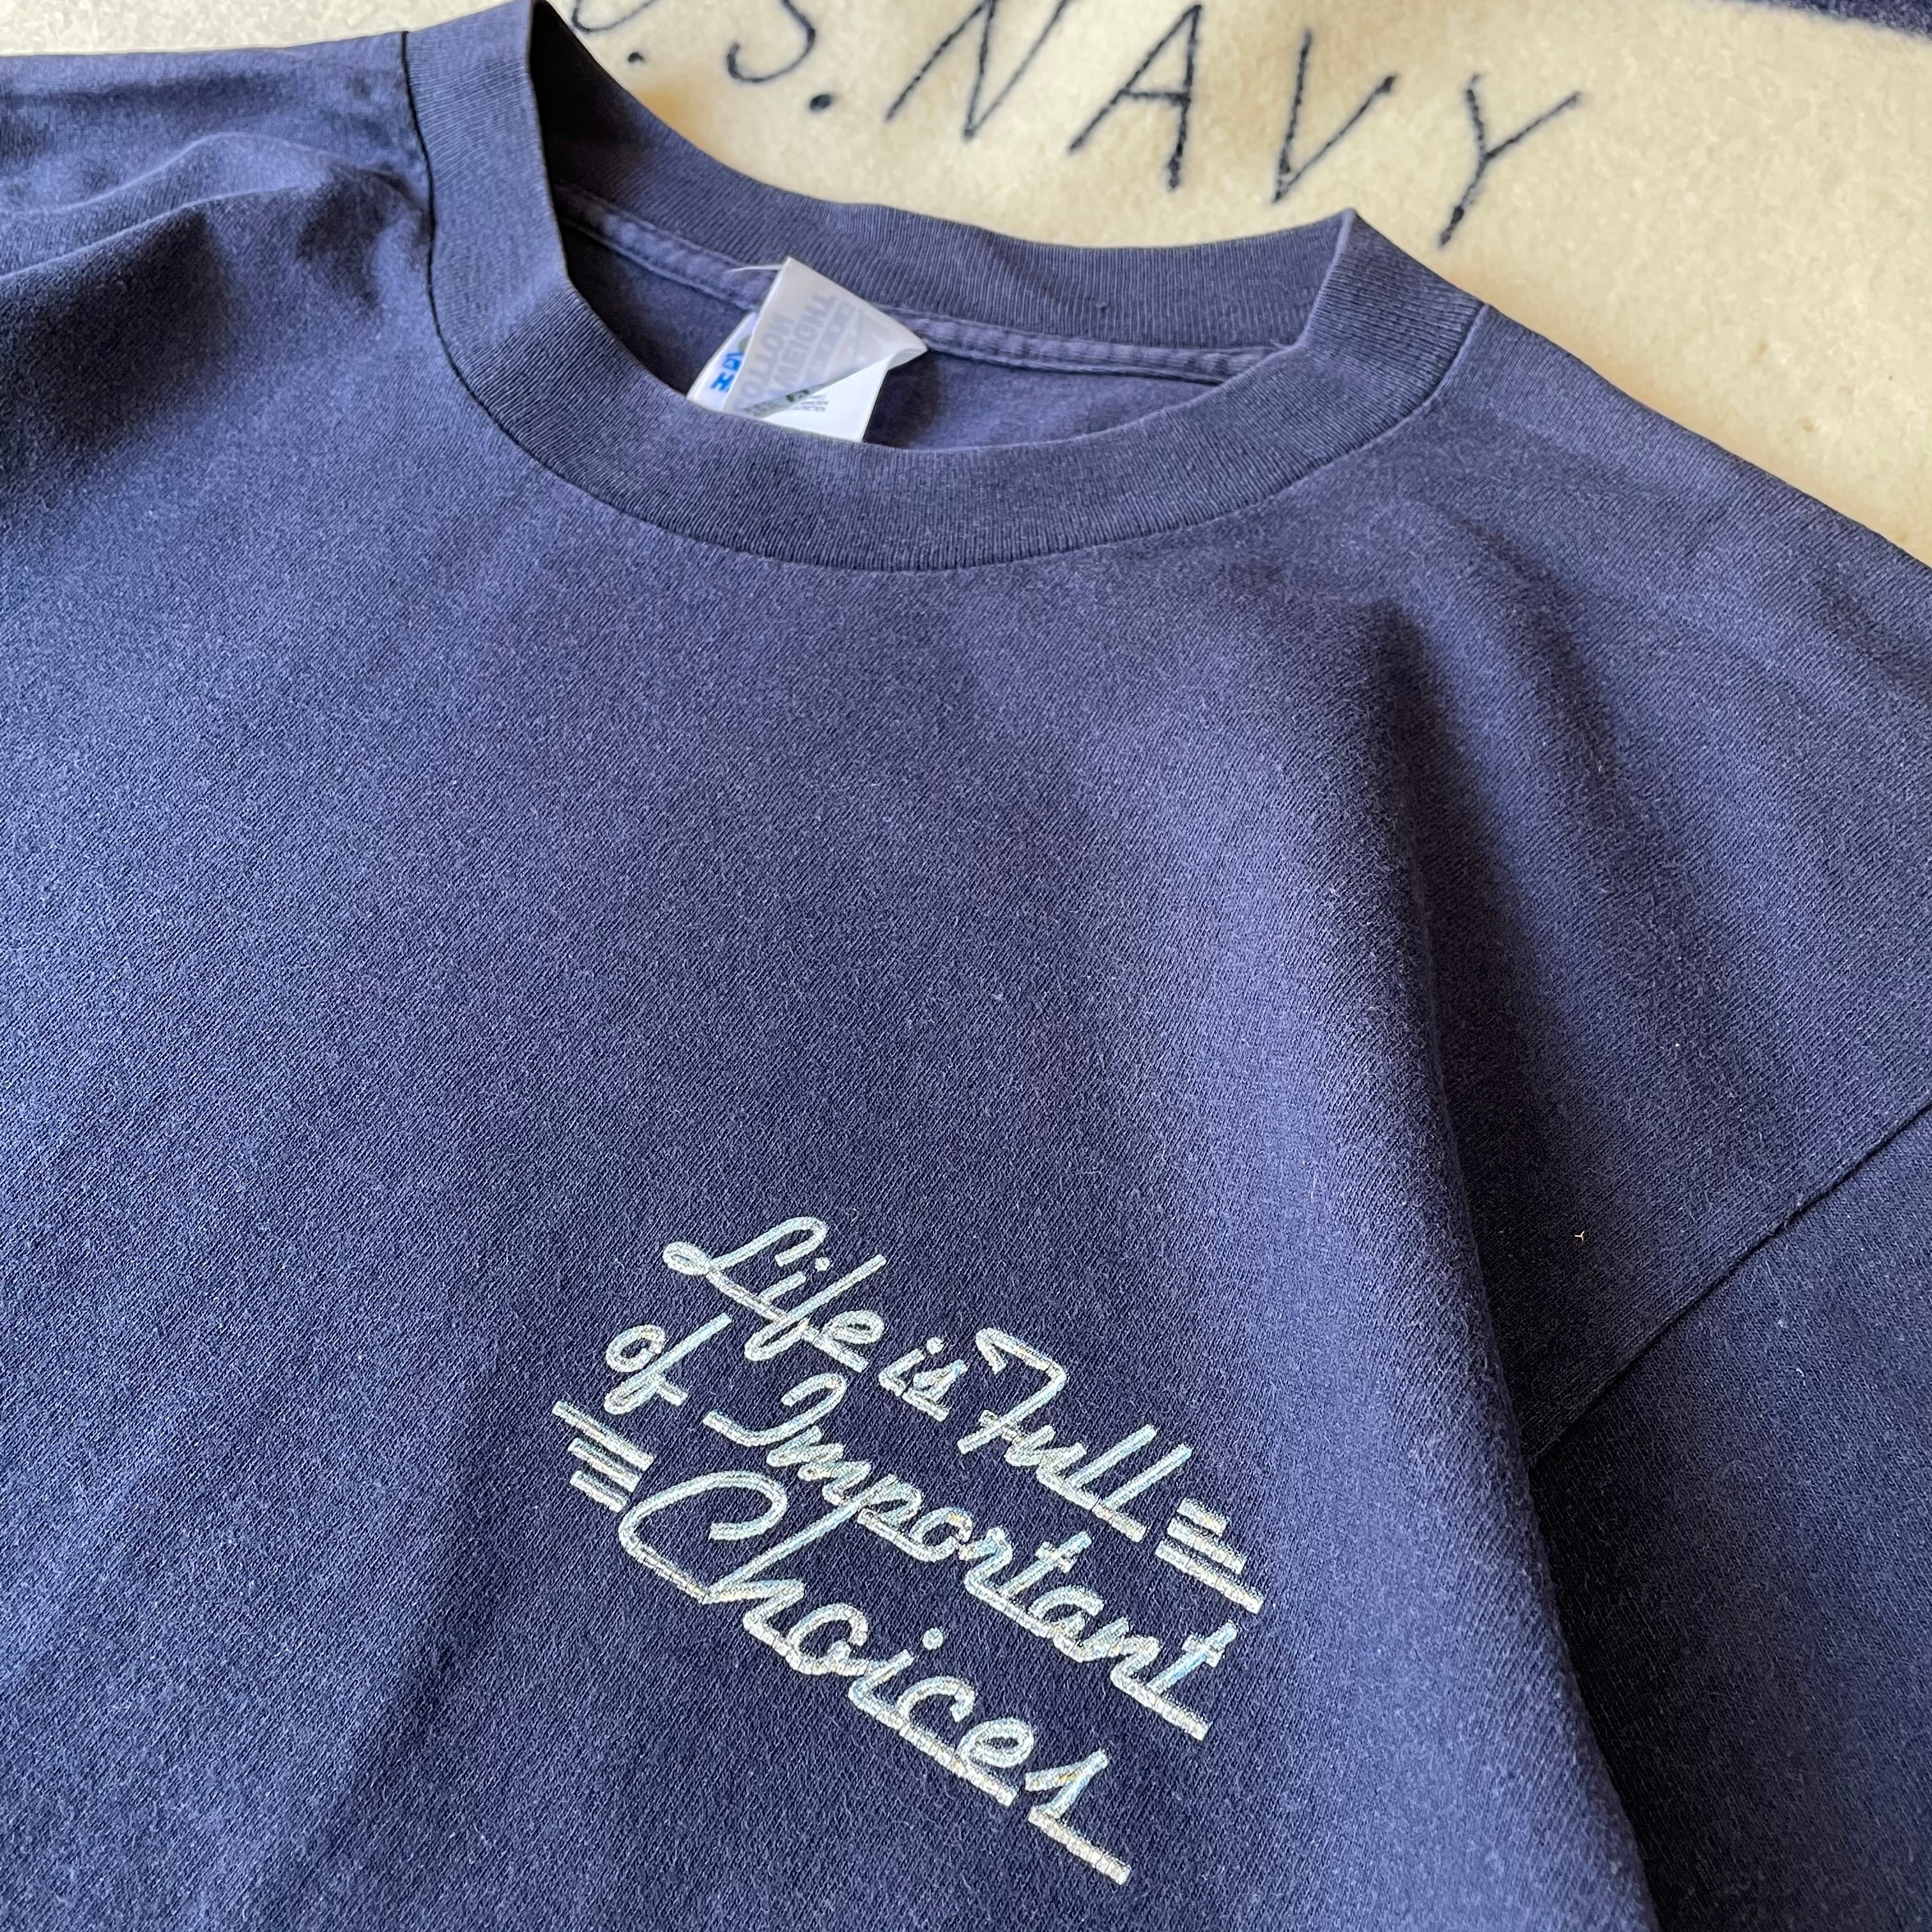 U.S.NAVY
Life is Full
of Important
Choices